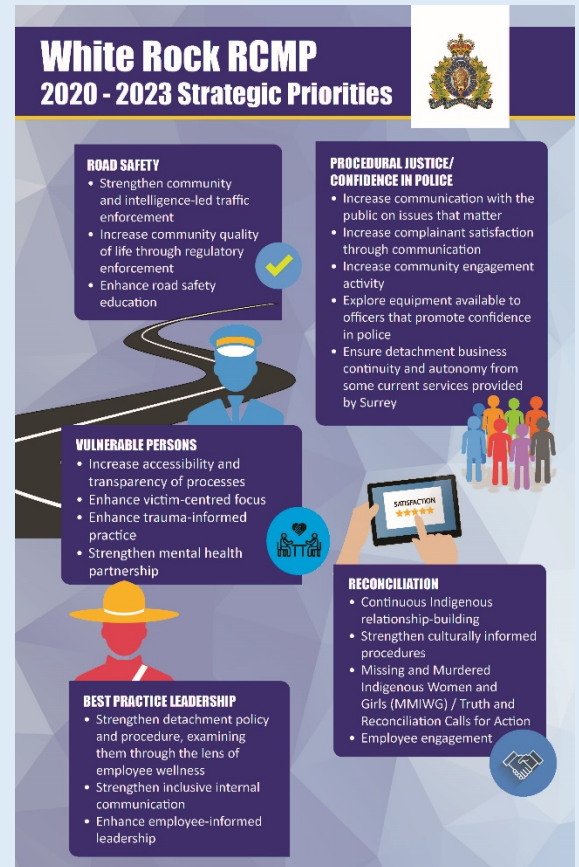 White Rock RCMP
2020 - 2023 Strategic Priorities
ROAD SAFETY
• Strengthen community
and intelligence-led traffic
enforcement
• Increase community quality
of life through regulatory
enforcement
• Enhance road safety
education
PROCEDURAL JUSTICE/
CONFIDENCE IN POLICE
• Increase communication with the
public on issues that matter
• Increase complainant satisfaction
through communication
• Increase community engagement
activity
• Explore equipment available to
officers that promote confidence
in police
• Ensure detachment business
continuity and autonomy from
some current services provided
by Surrey
VULNERABLE PERSONS
• Increase accessibility and
transparency of processes
• Enhance victim-centred focus
• Enhance trauma-informed
practice
• Strengthen mental health
partnership
SATISFACTION
RECONCILIATION
• Continuous Indigenous
relationship-building
• Strengthen culturally informed
procedures
• Missing and Murdered
Indigenous Women and
Girls (MMIWG) / Truth and
Reconciliation Calls for Action
• Employee engagement
BEST PRACTICE LEADERSHIP
• Strengthen detachment policy
and procedure, examining
them through the lens of
employee wellness
• Strengthen inclusive internal
communication
• Enhance employee-informed
leadership